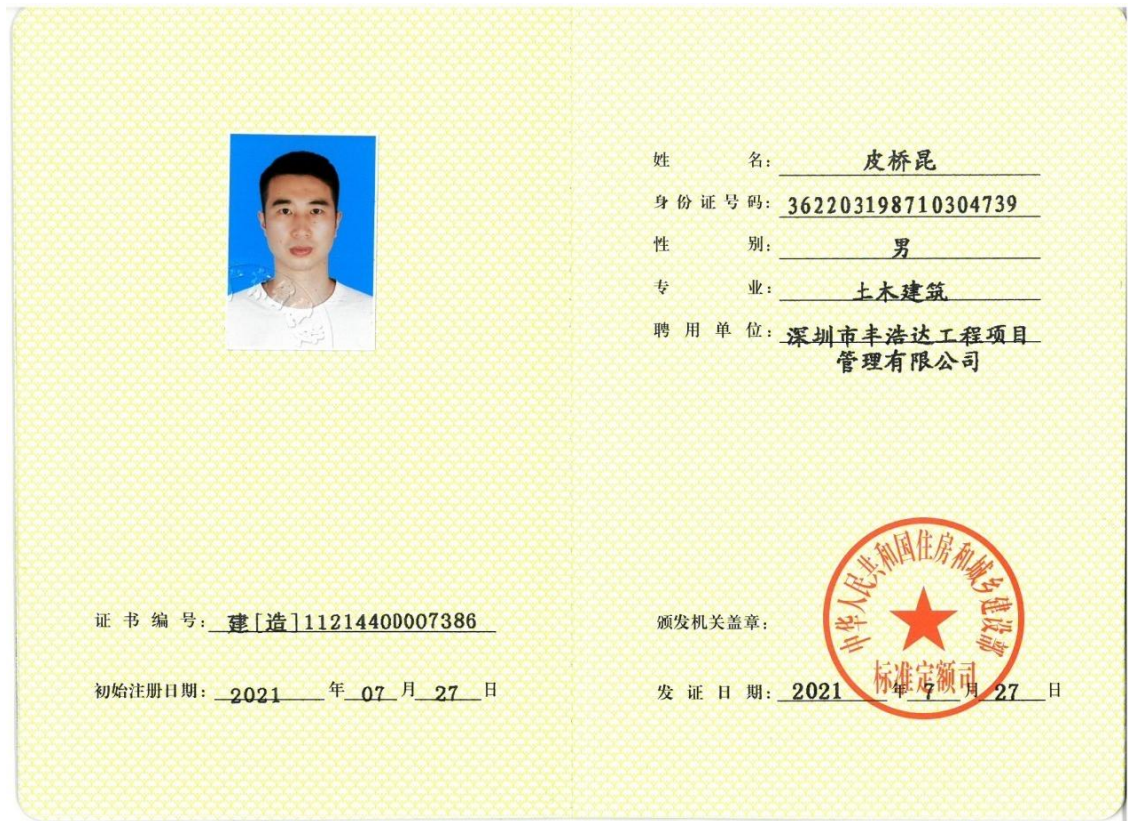 姓 名: 皮桥昆
身份证号码: 362203198710304739
性 别: 男
专 业: 土木建筑
聘用单位: 深圳市丰浩达工程项目
管理有限公司
证书编号: 建[造]11214400007386
初始注册日期: 2021 年 07 月 27 日
颁发机关盖章:
中华人民共和国住房和城乡建设部
标准定额司
发证日期: 2021 年 7 月 27 日